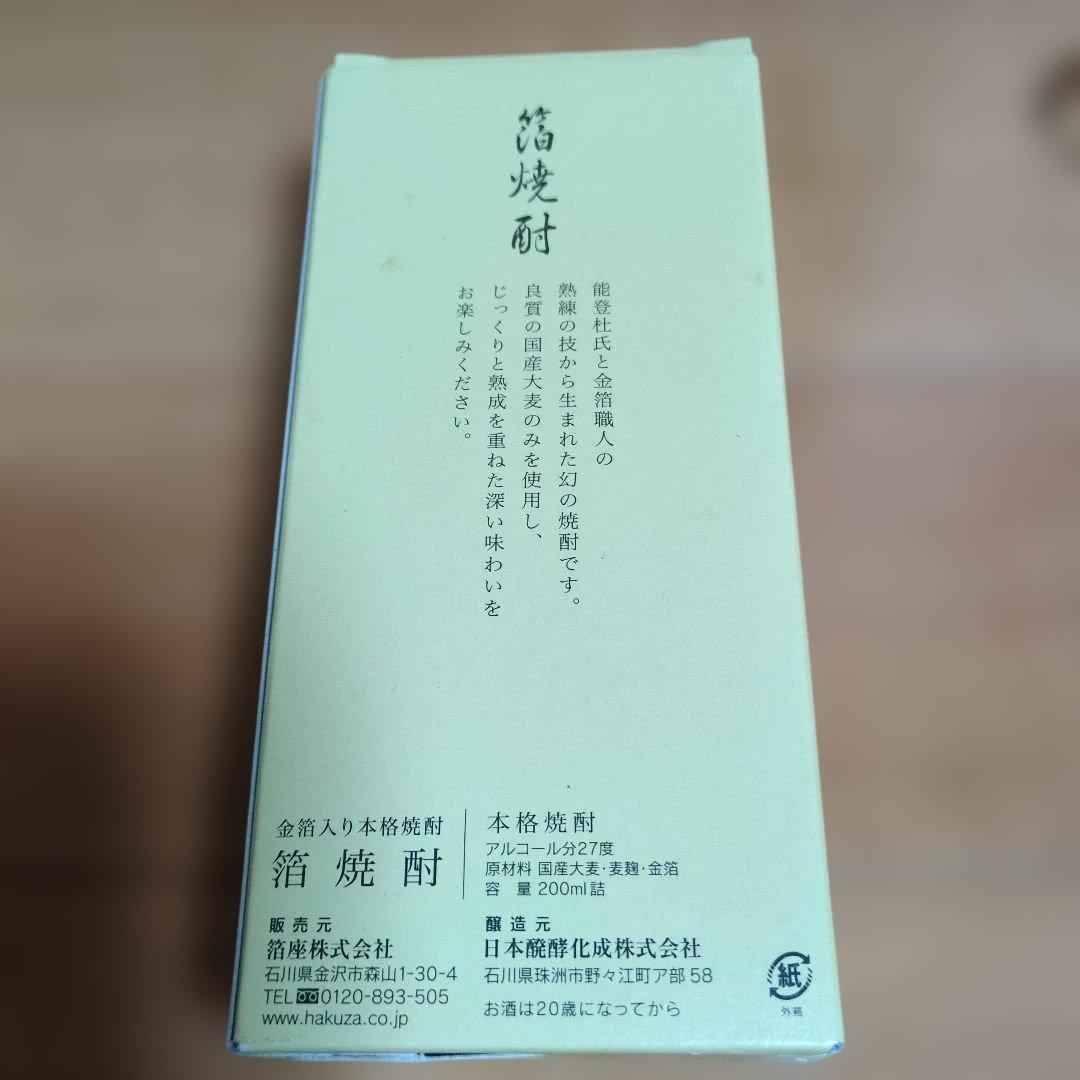 箔焼酎
能登杜氏と金箔職人の
熟練の技から生まれた幻の焼酎です。
良質の国産大麦のみを使用し、
じっくりと熟成を重ねた深い味わいを
お楽しみください。
金箔入り本格焼酎
箔焼酎
本格焼酎
アルコール分27度
原材料 国産大麦・麦麹・金箔
容量 200ml詰
販売元
箔座株式会社
石川県金沢市森山1-30-4
TEL 0120-893-505
www.hakuza.co.jp
醸造元
日本醗酵化成株式会社
石川県珠洲市野々江町ア部58
お酒は20歳になってから
紙
外箱